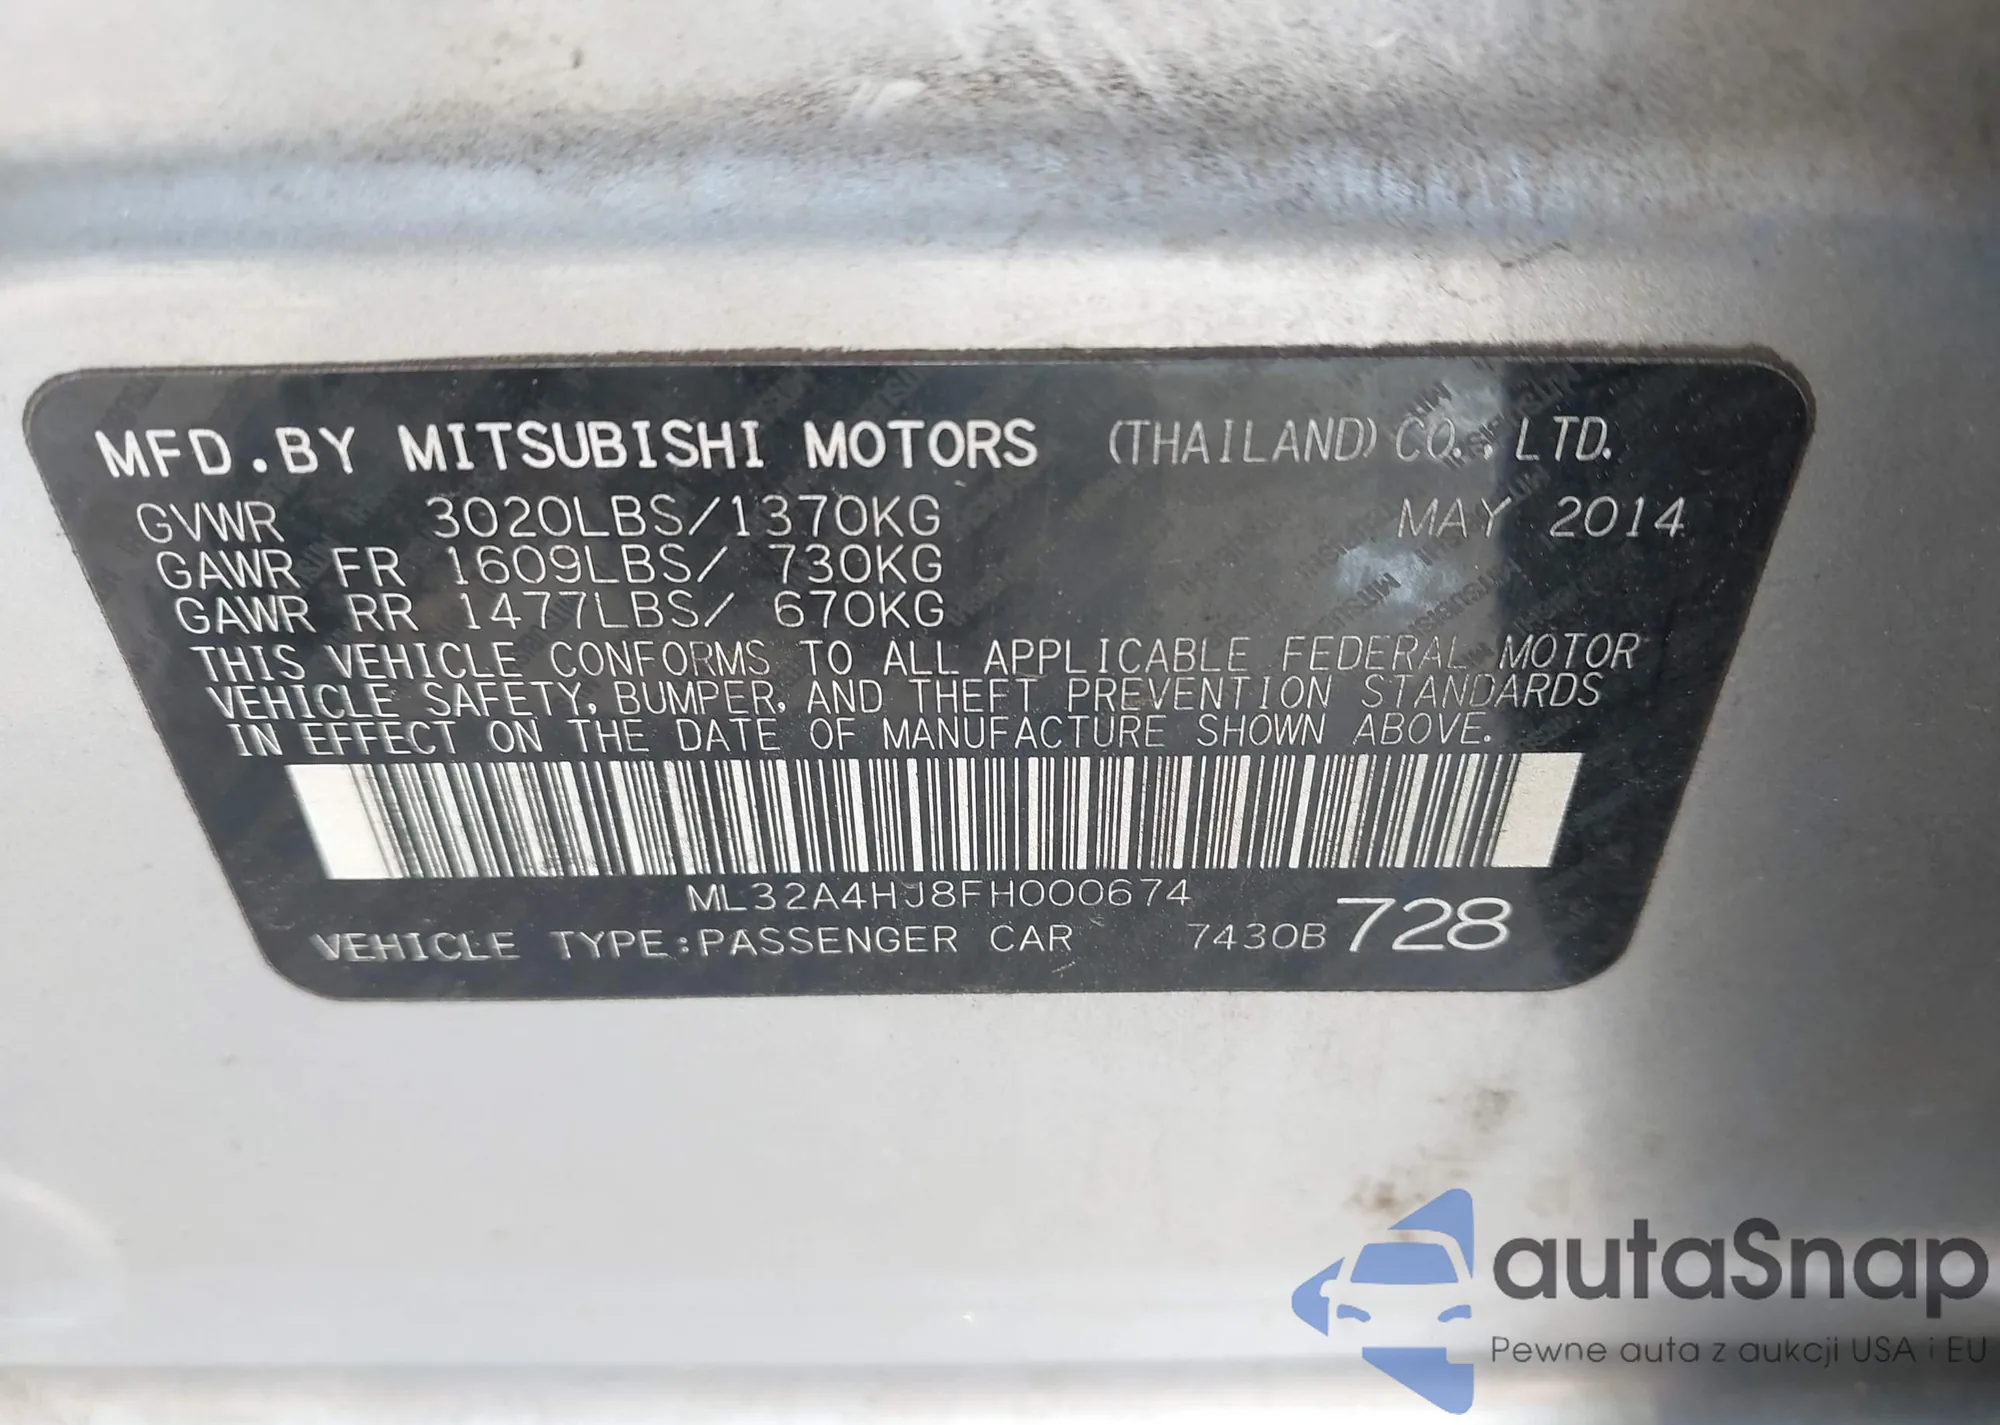 MFD.BY MITSUBISHI MOTORS (THAILAND) CO., LTD.
GVWR 3020LBS/1370KG MAY 2014
GAWR FR 1609LBS/ 730KG
GAWR RR 1477LBS/ 670KG
THIS VEHICLE CONFORMS TO ALL APPLICABLE FEDERAL MOTOR
VEHICLE SAFETY, BUMPER, AND THEFT PREVENTION STANDARDS
IN EFFECT ON THE DATE OF MANUFACTURE SHOWN ABOVE.
ML32A4HJ8FH000674
VEHICLE TYPE:PASSENGER CAR 7430B 728
autaSnap
Pewne auta z aukcji USA i EU